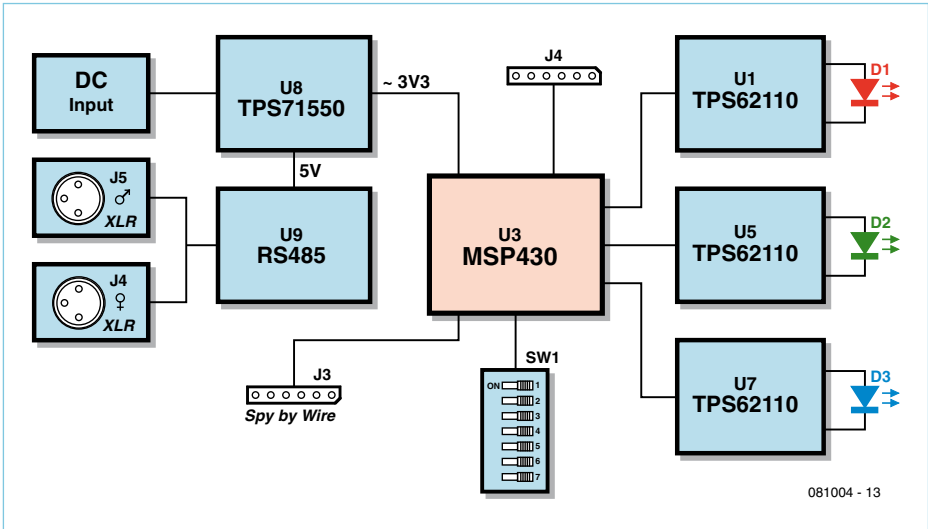 DC
Input
U8
TPS71550
~ 3V3
5V
J5
♂
XLR
J4
♀
XLR
U9
RS485
J3
Spy by Wire
J4
U3
MSP430
SW1
ON
1
2
3
4
5
6
7
U1
TPS62110
D1
U5
TPS62110
D2
U7
TPS62110
D3
081004 - 13